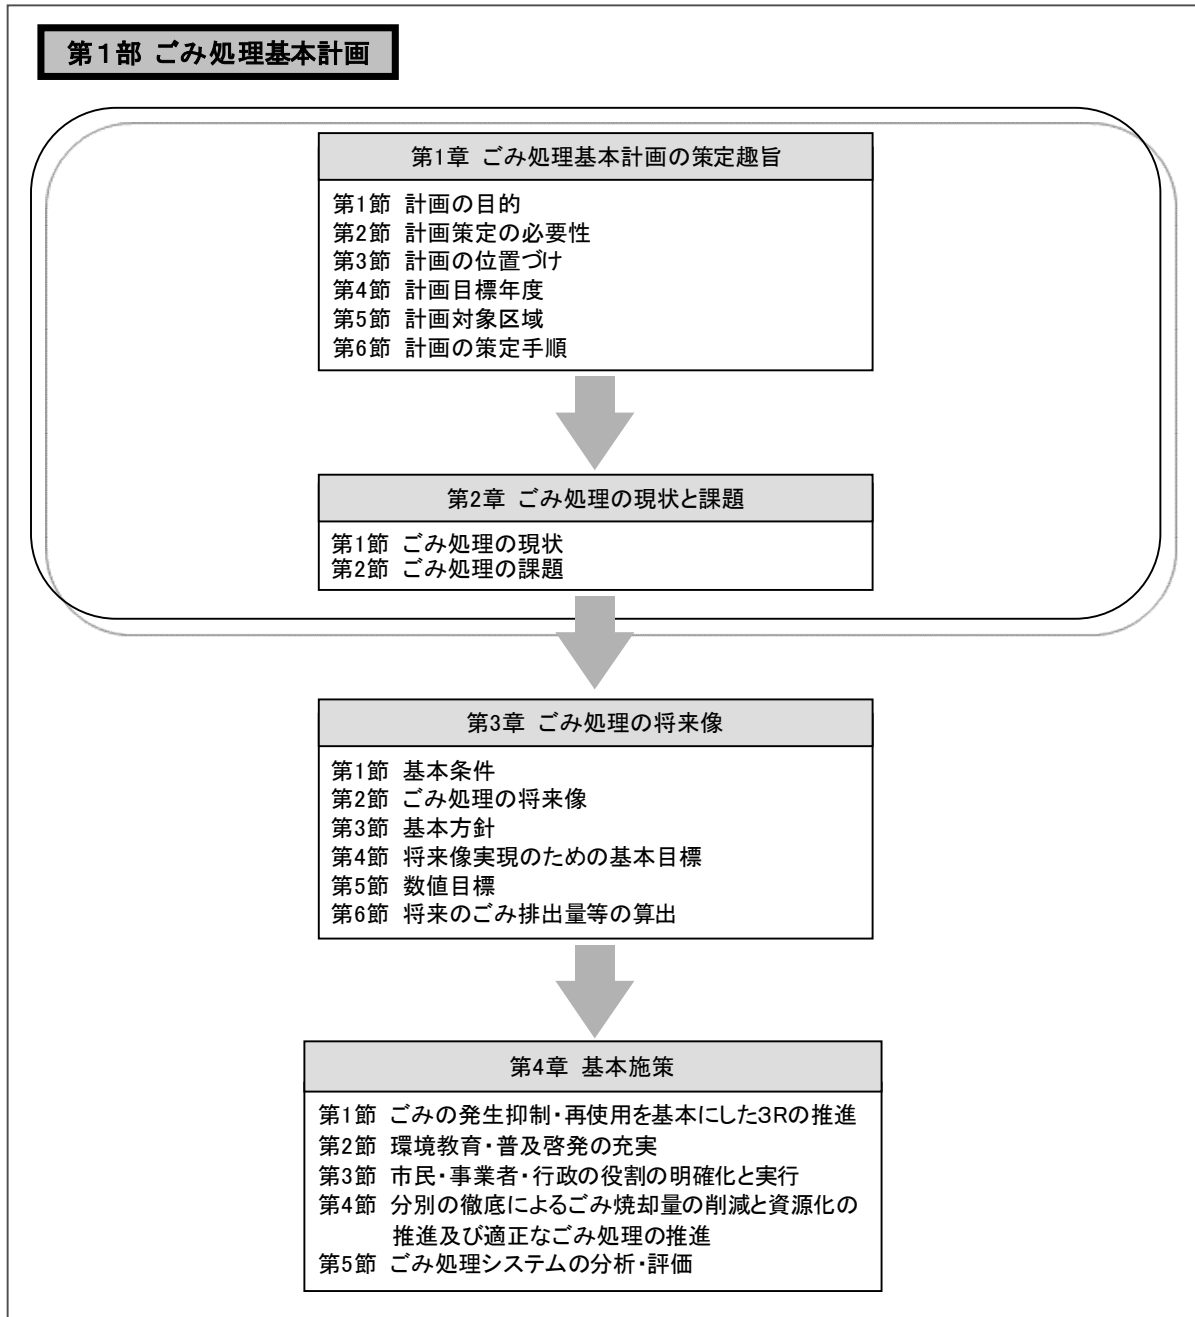 第1部 ごみ処理基本計画
第1章 ごみ処理基本計画の策定趣旨
第1節 計画の目的
第2節 計画策定の必要性
第3節 計画の位置づけ
第4節 計画目標年度
第5節 計画対象区域
第6節 計画の策定手順
第2章 ごみ処理の現状と課題
第1節 ごみ処理の現状
第2節 ごみ処理の課題
第3章 ごみ処理の将来像
第1節 基本条件
第2節 ごみ処理の将来像
第3節 基本方針
第4節 将来像実現のための基本目標
第5節 数値目標
第6節 将来のごみ排出量等の算出
第4章 基本施策
第1節 ごみの発生抑制・再使用を基本にした3Rの推進
第2節 環境教育・普及啓発の充実
第3節 市民・事業者・行政の役割の明確化と実行
第4節 分別の徹底によるごみ焼却量の削減と資源化の
推進及び適正なごみ処理の推進
第5節 ごみ処理システムの分析・評価